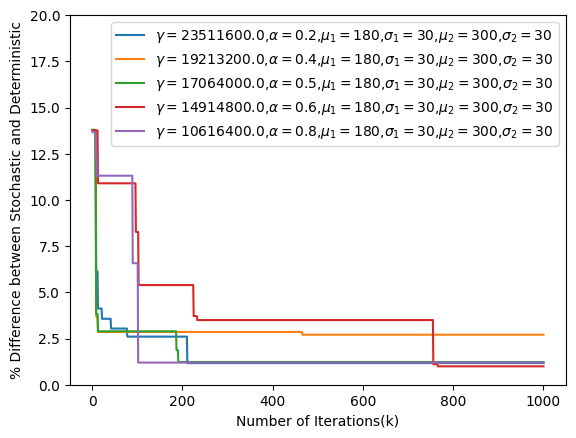 20.0
17.5
15.0
12.5
10.0
7.5
5.0
2.5
0.0
% Difference between Stochastic and Deterministic
γ = 23511600.0,α = 0.2,μ₁ = 180,σ₁ = 30,μ₂ = 300,σ₂ = 30
γ = 19213200.0,α = 0.4,μ₁ = 180,σ₁ = 30,μ₂ = 300,σ₂ = 30
γ = 17064000.0,α = 0.5,μ₁ = 180,σ₁ = 30,μ₂ = 300,σ₂ = 30
γ = 14914800.0,α = 0.6,μ₁ = 180,σ₁ = 30,μ₂ = 300,σ₂ = 30
γ = 10616400.0,α = 0.8,μ₁ = 180,σ₁ = 30,μ₂ = 300,σ₂ = 30
0 200 400 600 800 1000
Number of Iterations(k)